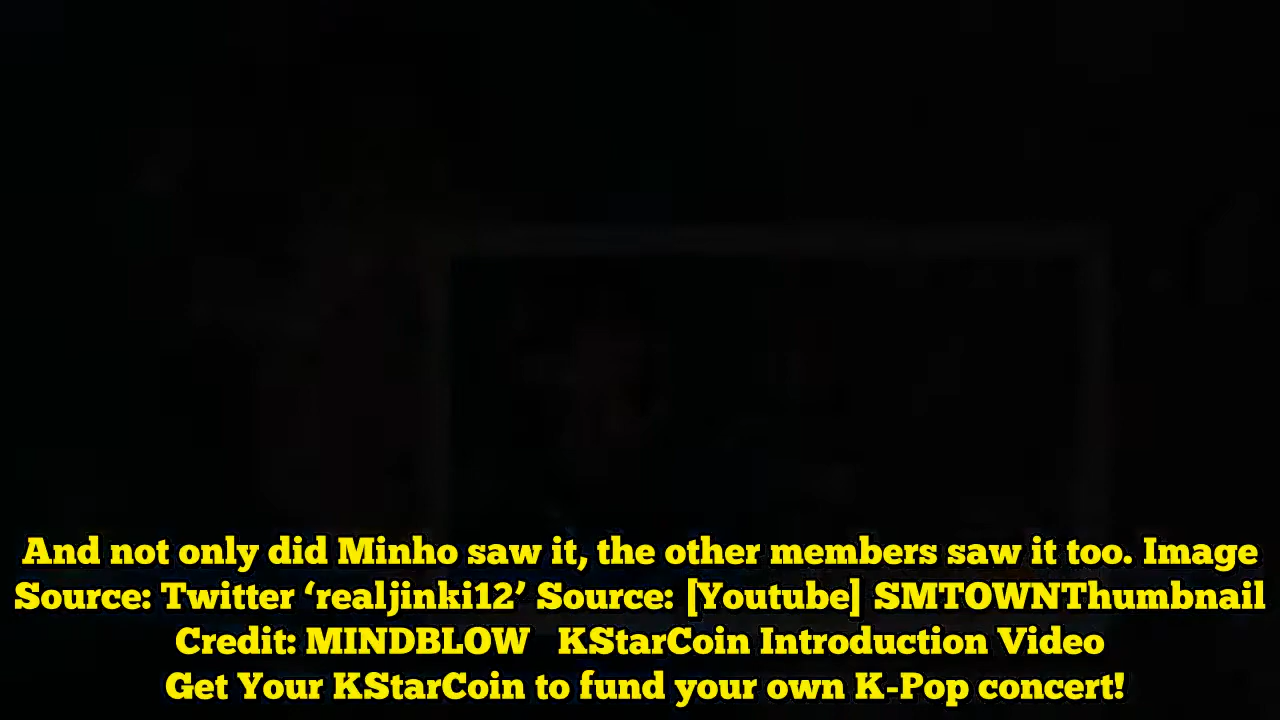 And not only did Minho saw it, the other members saw it too. Image
Source: Twitter ‘realjinki12’ Source: [Youtube] SMTOWNThumbnail
Credit: MINDBLOW KStarCoin Introduction Video
Get Your KStarCoin to fund your own K-Pop concert!